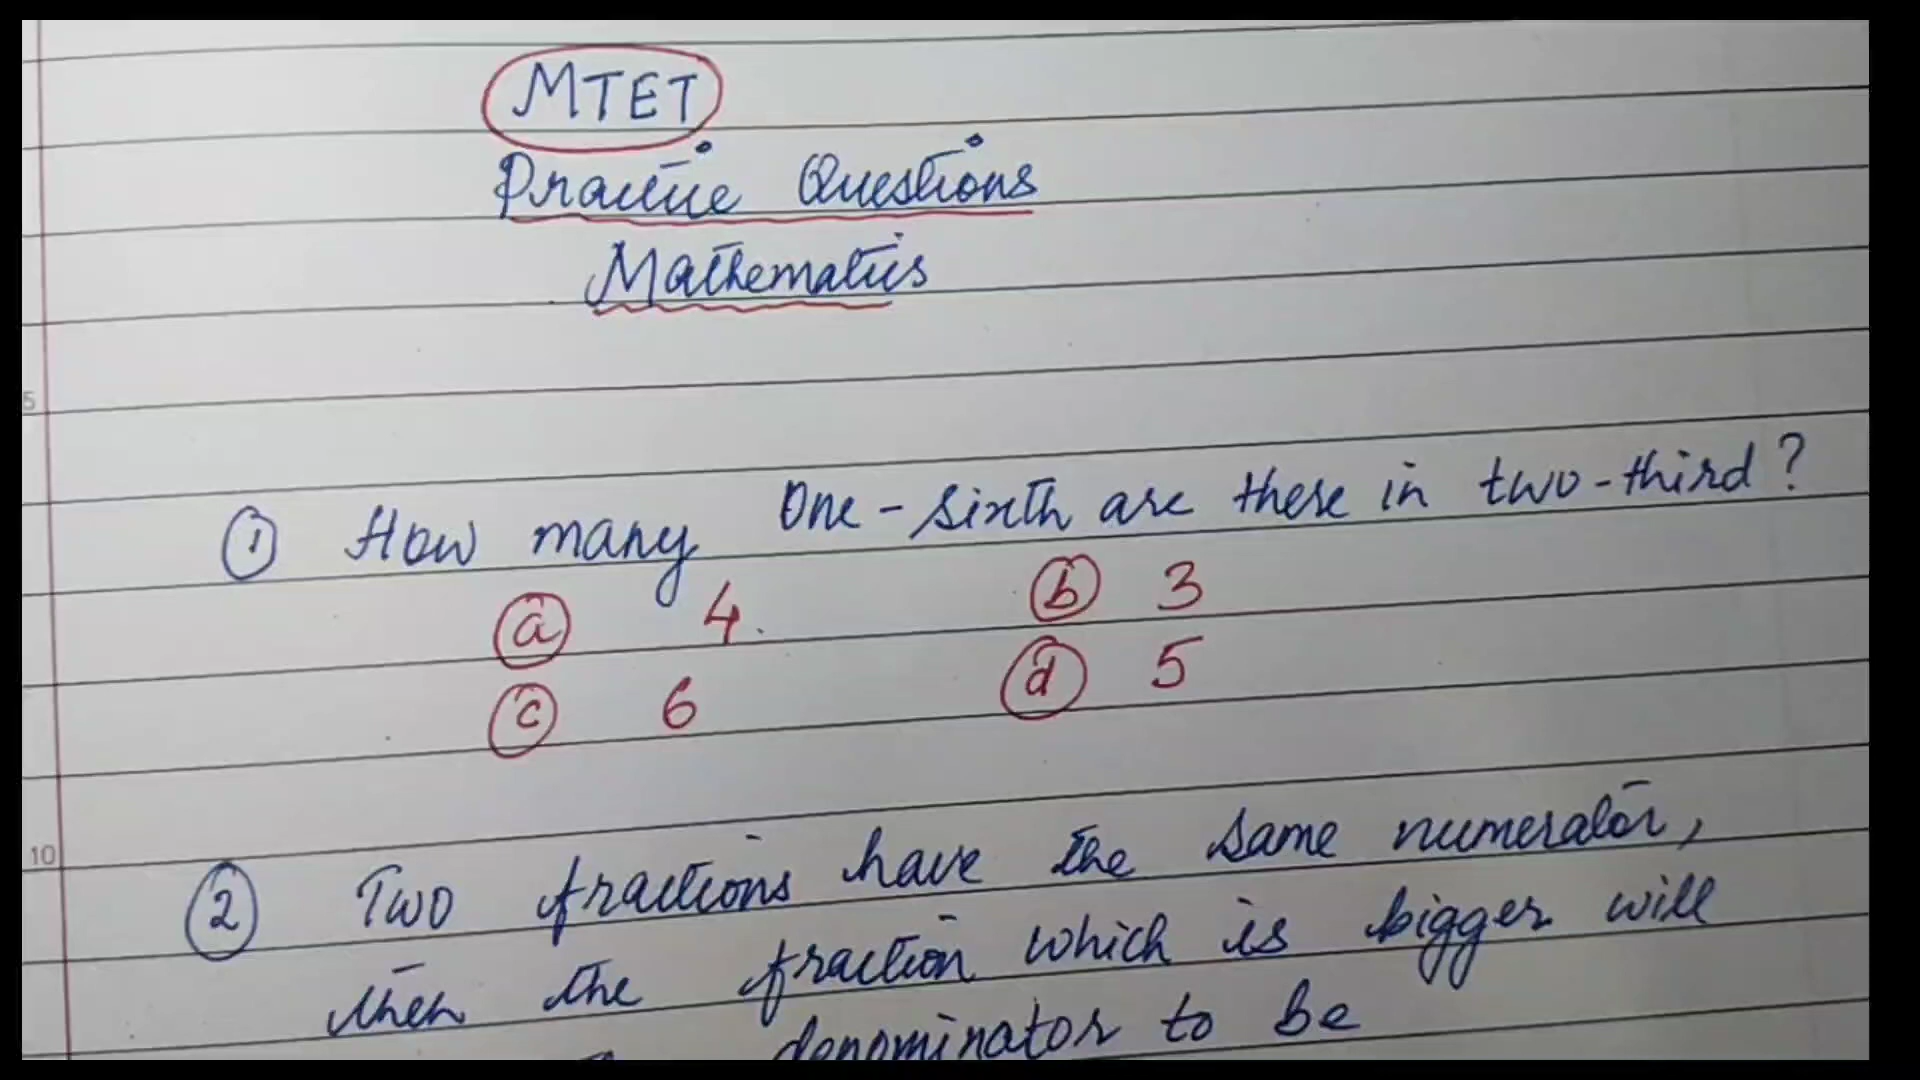 MTET
Practice Questions
Mathematics
5
① How many One-sixth are there in two-third?
ⓐ 4. ⓑ 3
ⓒ 6 ⓓ 5
10
② Two fractions have the same numerator,
then the fraction which is bigger will
denominator to be